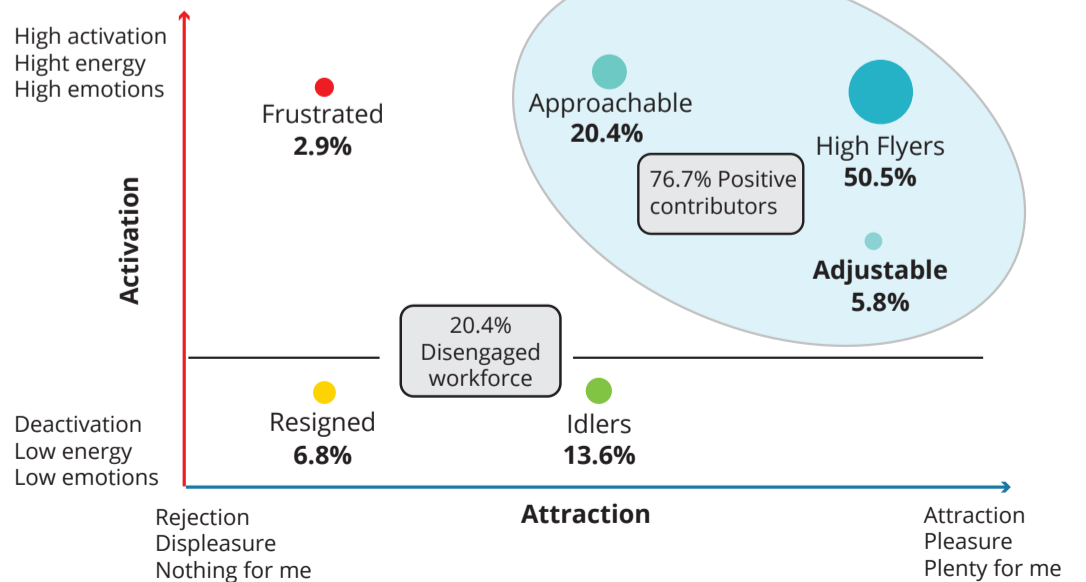 High activation
Hight energy
High emotions
Frustrated
2.9%
Approachable
20.4%
High Flyers
50.5%
76.7% Positive
contributors
Adjustable
5.8%
Activation
20.4%
Disengaged
workforce
Deactivation
Low energy
Low emotions
Resigned
6.8%
Idlers
13.6%
Rejection
Displeasure
Nothing for me
Attraction
Attraction
Pleasure
Plenty for me